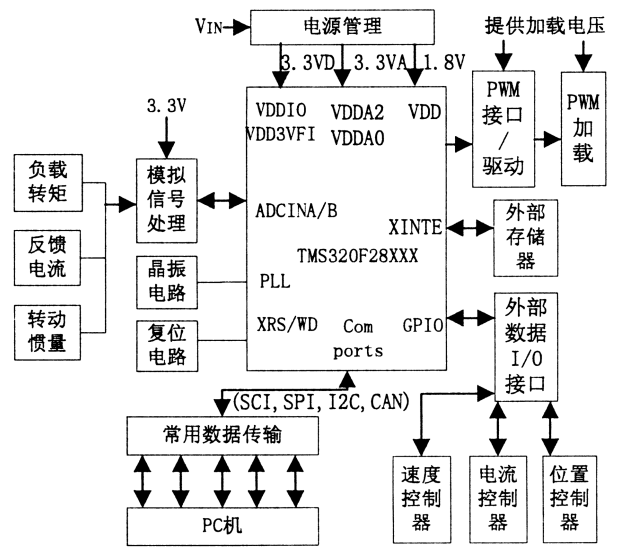 VIN
电源管理
提供加载电压
3.3VD
3.3VA
1.8V
3.3V
VDDIO
VDD3VFI
VDDA2
VDDA0
VDD
PWM
接口
/
驱动
PWM
加
载
负载
转矩
模拟
信号
处理
ADCINA/B
XINTE
外部
存储
器
反馈
电流
TMS320F28XXX
晶振
电路
PLL
转动
惯量
复位
电路
XRS/WD
Com
ports
GPIO
外部
数据
I/O
接口
(SCI, SPI, I2C, CAN)
常用数据传输
速度
控制
器
电流
控制
器
位置
控制
器
PC机